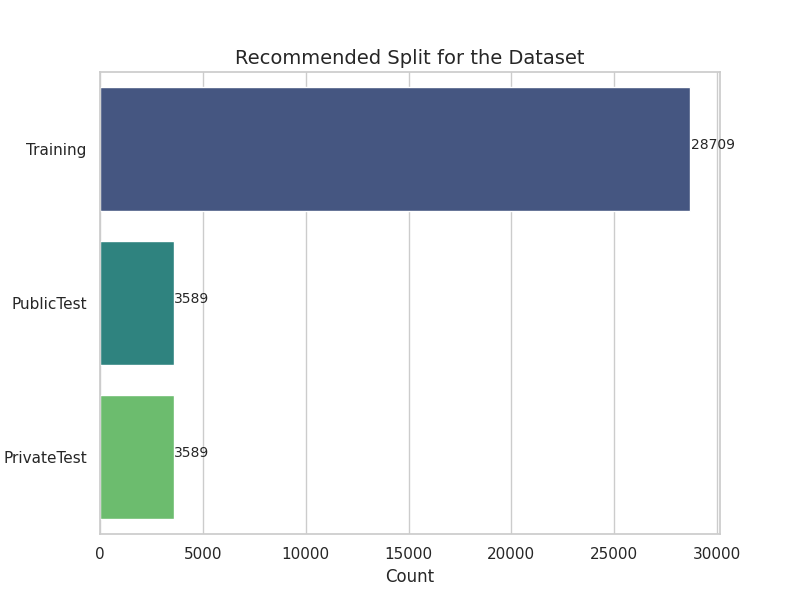 Recommended Split for the Dataset
Training
28709
PublicTest
3589
PrivateTest
3589
0 5000 10000 15000 20000 25000 30000
Count